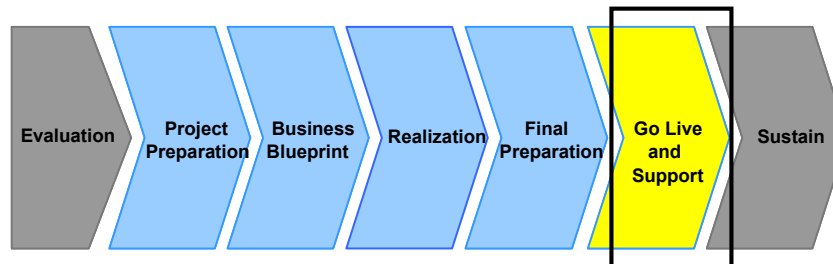 Evaluation
Project
Preparation
Business
Blueprint
Realization
Final
Preparation
Go Live
and
Support
Sustain